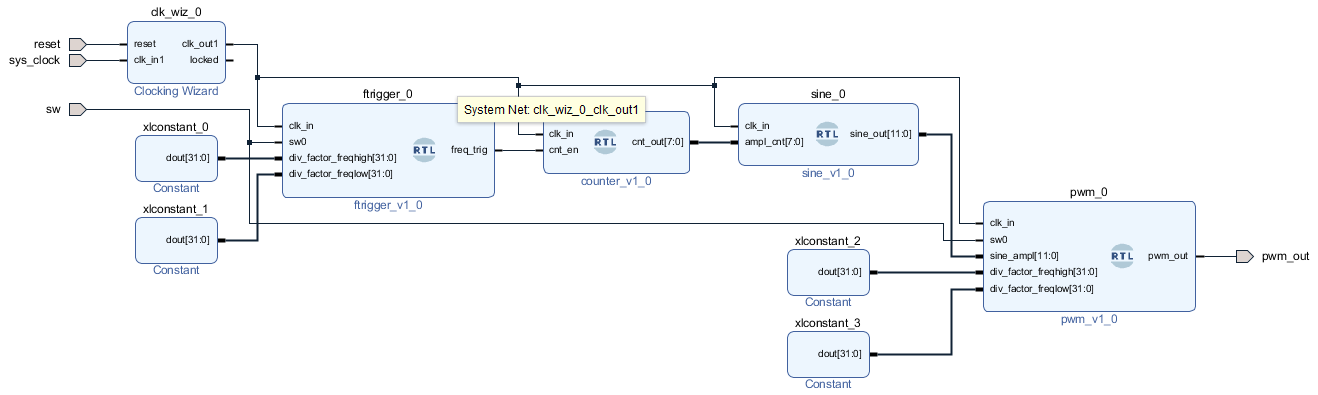 clk_wiz_0
reset
sys_clock
reset
clk_in1
clk_out1
locked
Clocking Wizard
sw
xlconstant_0
dout[31:0]
Constant
xlconstant_1
dout[31:0]
Constant
ftrigger_0
clk_in
sw0
div_factor_freqhigh[31:0]
div_factor_freqlow[31:0]
RTL
freq_trig
ftrigger_v1_0
System Net: clk_wiz_0_clk_out1
clk_in
cnt_en
RTL
cnt_out[7:0]
counter_v1_0
sine_0
clk_in
ampl_cnt[7:0]
RTL
sine_out[11:0]
sine_v1_0
xlconstant_2
dout[31:0]
Constant
xlconstant_3
dout[31:0]
Constant
pwm_0
clk_in
sw0
sine_ampl[11:0]
div_factor_freqhigh[31:0]
div_factor_freqlow[31:0]
RTL
pwm_out
pwm_v1_0
pwm_out